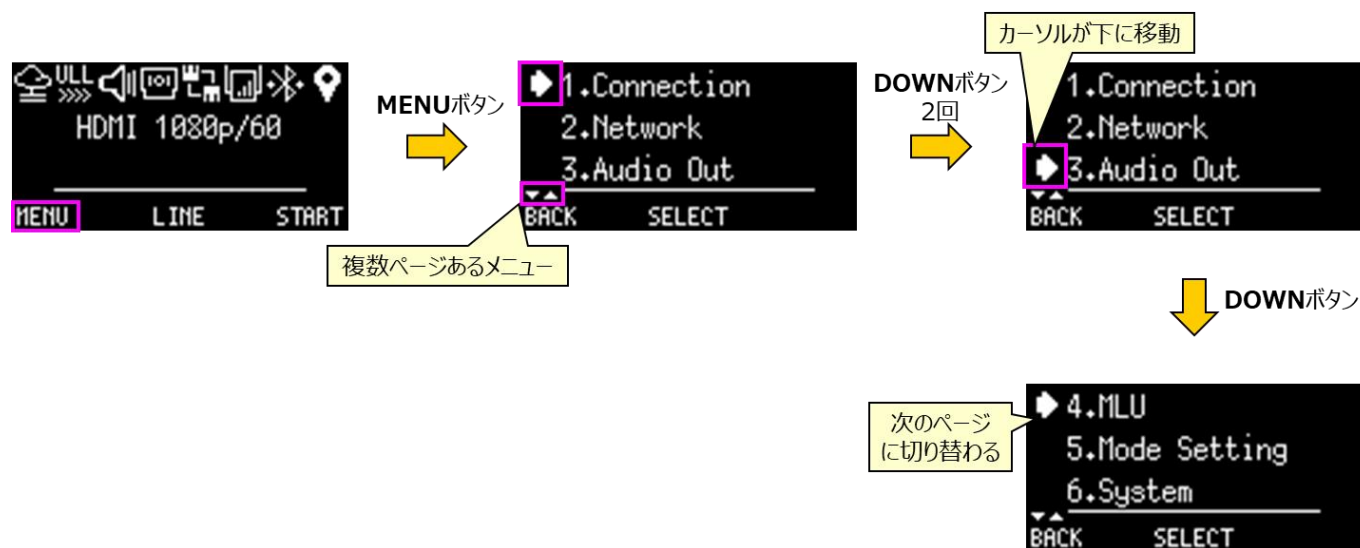 カーソルが下に移動
ULL
HDMI 1080p/60
MENU LINE START
MENUボタン
1.Connection
2.Network
3.Audio Out
BACK SELECT
複数ページあるメニュー
DOWNボタン
2回
1.Connection
2.Network
3.Audio Out
BACK SELECT
DOWNボタン
次のページ
に切り替わる
4.MLU
5.Mode Setting
6.System
BACK SELECT